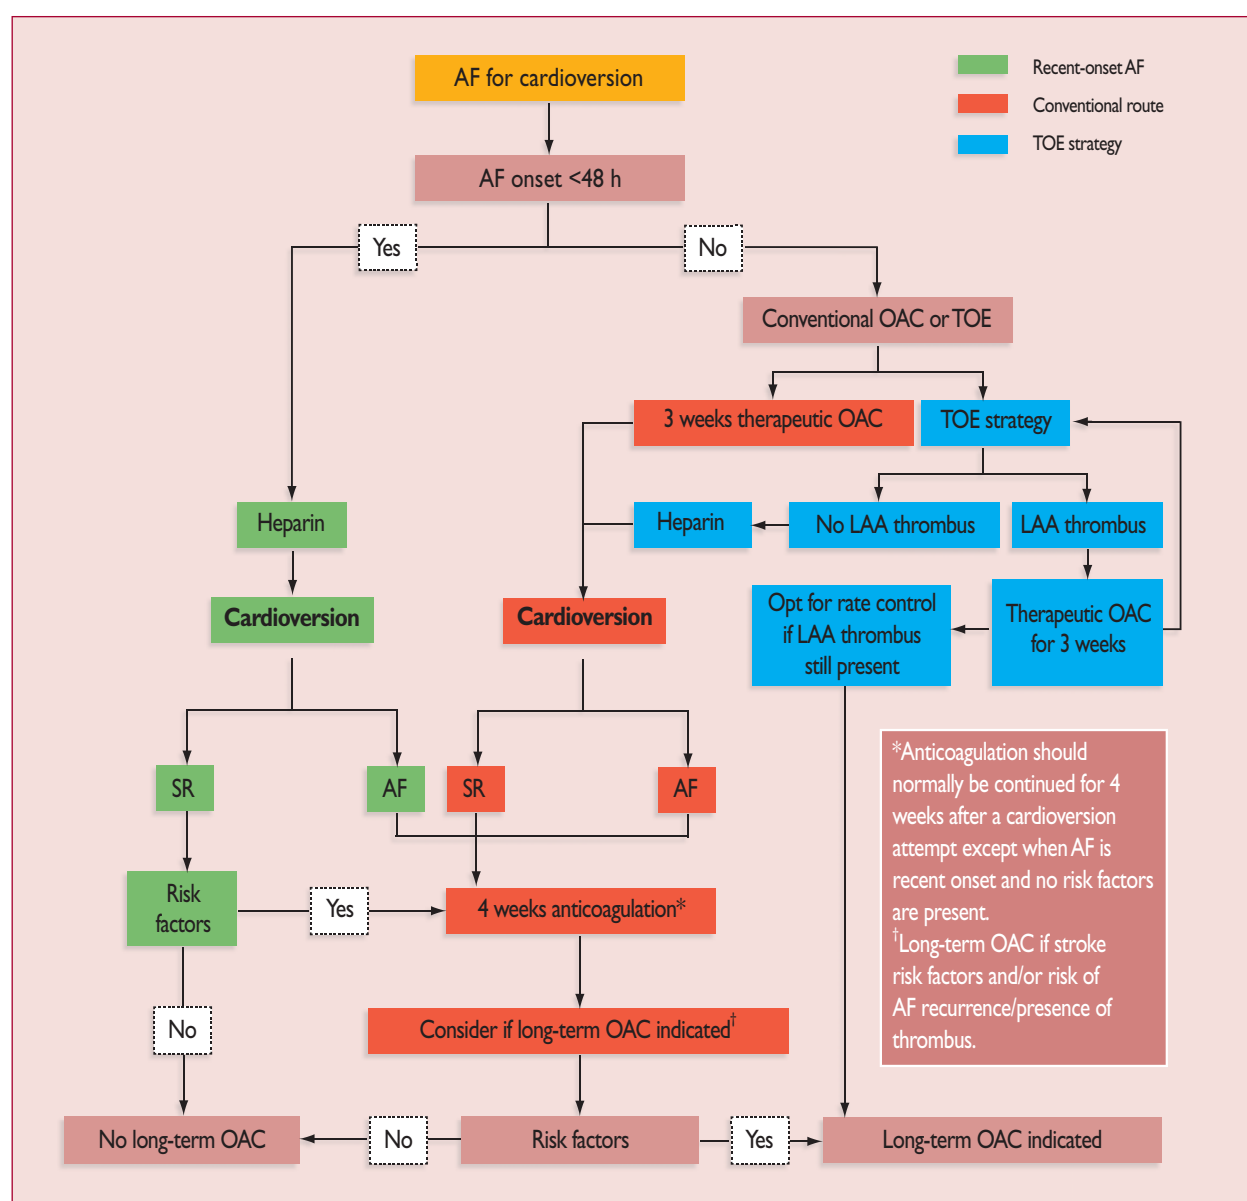 AF for cardioversion
Recent-onset AF
Conventional route
TOE strategy
AF onset <48 h
Yes
No
Conventional OAC or TOE
3 weeks therapeutic OAC
TOE strategy
Heparin
Heparin
No LAA thrombus
LAA thrombus
Cardioversion
Cardioversion
Opt for rate control
if LAA thrombus
still present
Therapeutic OAC
for 3 weeks
SR
AF
SR
AF
*Anticoagulation should
normally be continued for 4
weeks after a cardioversion
attempt except when AF is
recent onset and no risk factors
are present.
†Long-term OAC if stroke
risk factors and/or risk of
AF recurrence/presence of
thrombus.
Risk
factors
Yes
4 weeks anticoagulation*
No
Consider if long-term OAC indicated†
No long-term OAC
No
Risk factors
Yes
Long-term OAC indicated